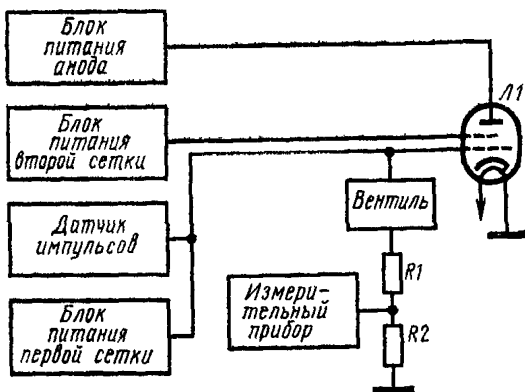 Блок
питания
анода
Л1
Блок
питания
второй сетки
Вентиль
Датчик
импульсов
R1
Измери-
тельный
прибор
Блок
питания
первой сетки
R2